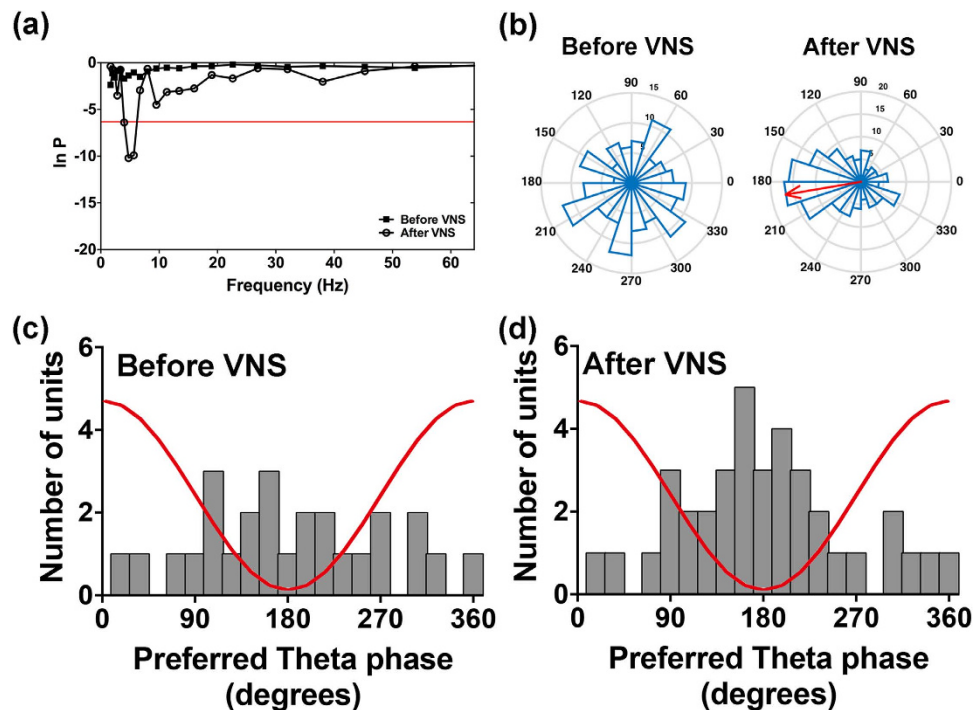 (a)
0
-5
-10
-15
-20
ln P
Before VNS
After VNS
0 10 20 30 40 50 60
Frequency (Hz)
(b)
Before VNS
90
120 60
15
10
5
150 30
180 0
210 330
240 300
270
After VNS
90
120 60
20
15
10
5
150 30
180 0
210 330
240 300
270
(c)
Before VNS
6
4
2
0
Number of units
0 90 180 270 360
Preferred Theta phase
(degrees)
(d)
After VNS
6
4
2
0
Number of units
0 90 180 270 360
Preferred Theta phase
(degrees)